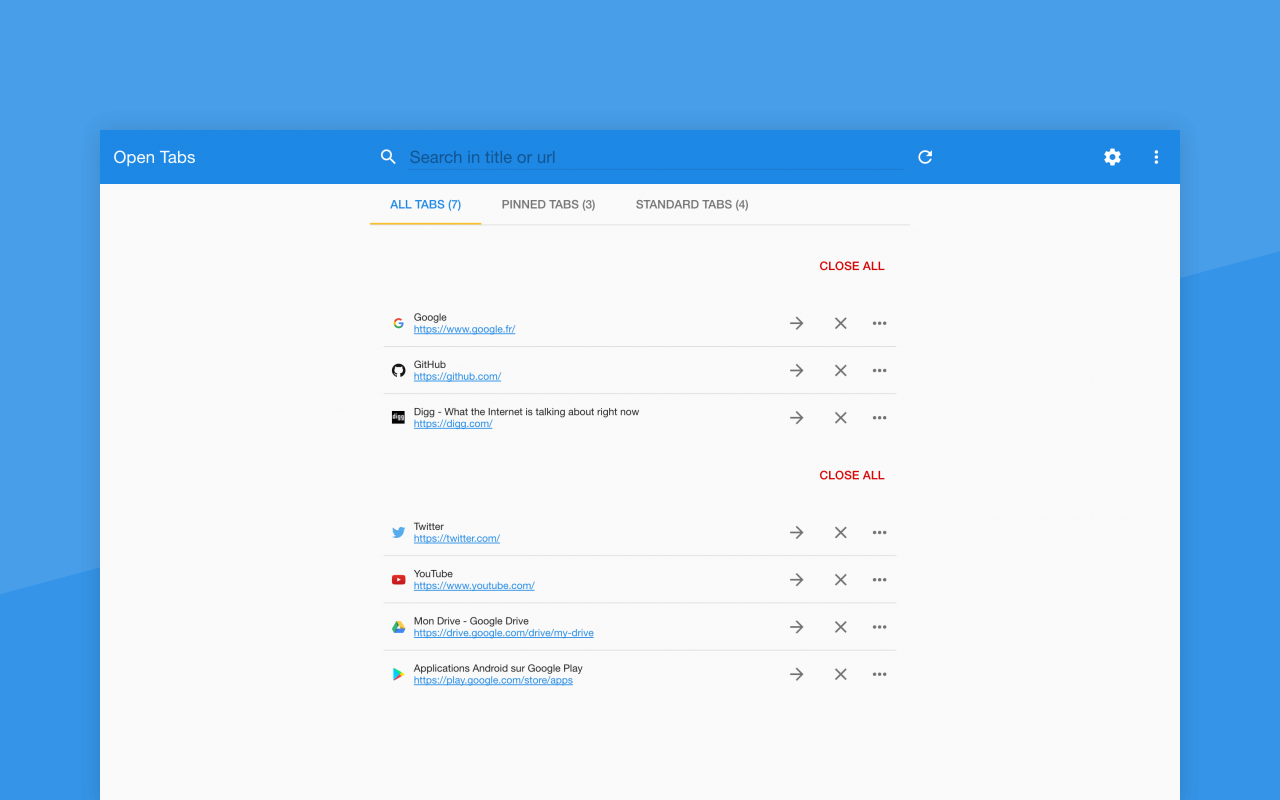 Open Tabs
Search in title or url
ALL TABS (7) PINNED TABS (3) STANDARD TABS (4)
CLOSE ALL
Google
https://www.google.fr/
GitHub
https://github.com/
digg
Digg - What the Internet is talking about right now
https://digg.com/
CLOSE ALL
Twitter
https://twitter.com/
YouTube
https://www.youtube.com/
Mon Drive - Google Drive
https://drive.google.com/drive/my-drive
Applications Android sur Google Play
https://play.google.com/store/apps